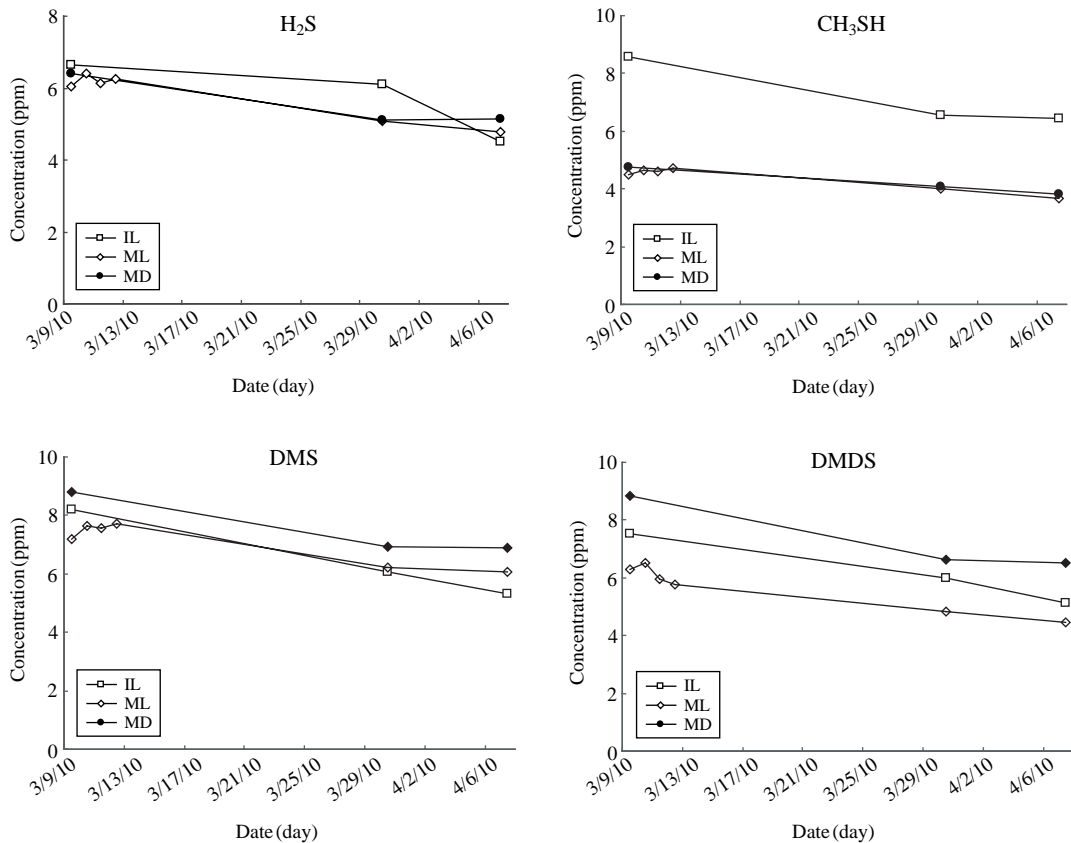 H₂S
Concentration (ppm)
8
6
4
2
0
IL
ML
MD
3/9/10
3/13/10
3/17/10
3/21/10
3/25/10
3/29/10
4/2/10
4/6/10
Date (day)
CH₃SH
Concentration (ppm)
10
8
6
4
2
0
IL
ML
MD
3/9/10
3/13/10
3/17/10
3/21/10
3/25/10
3/29/10
4/2/10
4/6/10
Date (day)
DMS
Concentration (ppm)
10
8
6
4
2
0
IL
ML
MD
3/9/10
3/13/10
3/17/10
3/21/10
3/25/10
3/29/10
4/2/10
4/6/10
Date (day)
DMDS
Concentration (ppm)
10
8
6
4
2
0
IL
ML
MD
3/9/10
3/13/10
3/17/10
3/21/10
3/25/10
3/29/10
4/2/10
4/6/10
Date (day)